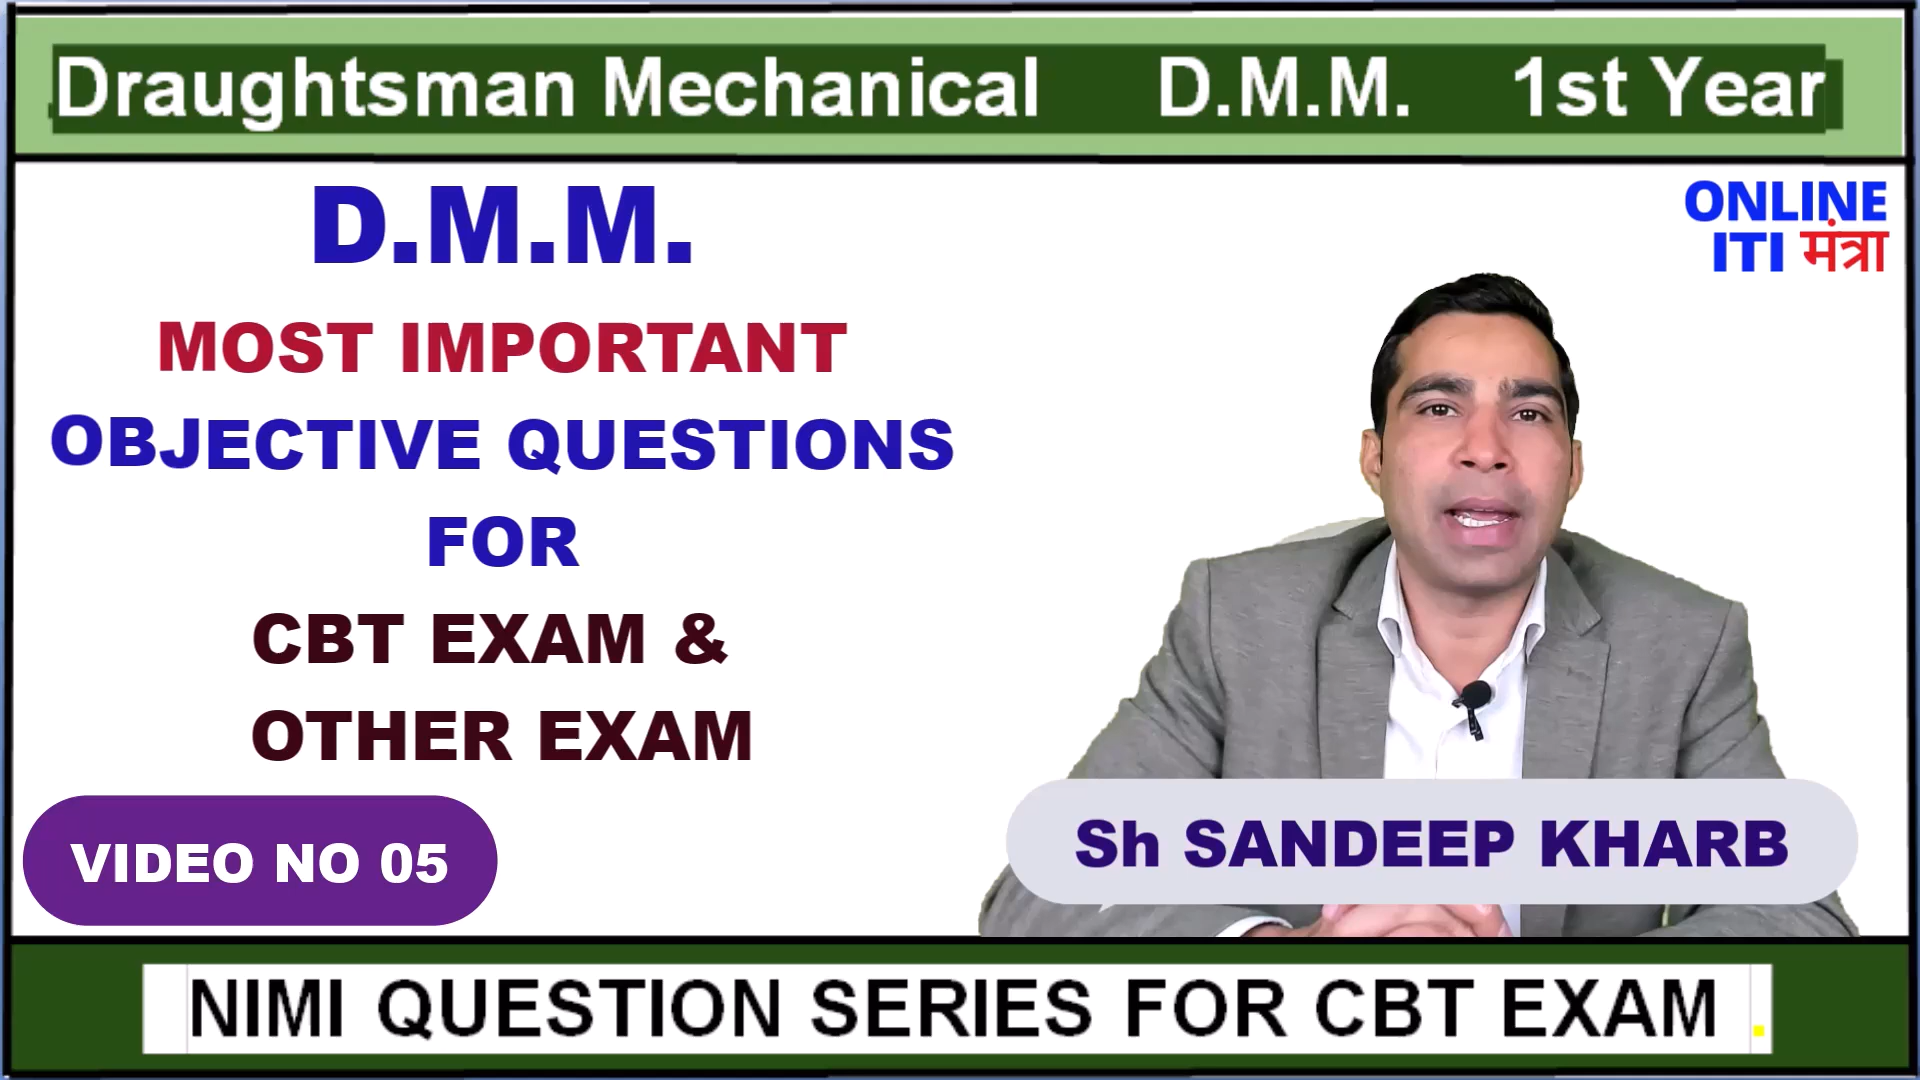 Draughtsman Mechanical D.M.M. 1st Year
D.M.M.
MOST IMPORTANT
OBJECTIVE QUESTIONS
FOR
CBT EXAM &
OTHER EXAM
VIDEO NO 05
ONLINE
ITI मंत्रा
Sh SANDEEP KHARB
NIMI QUESTION SERIES FOR CBT EXAM .